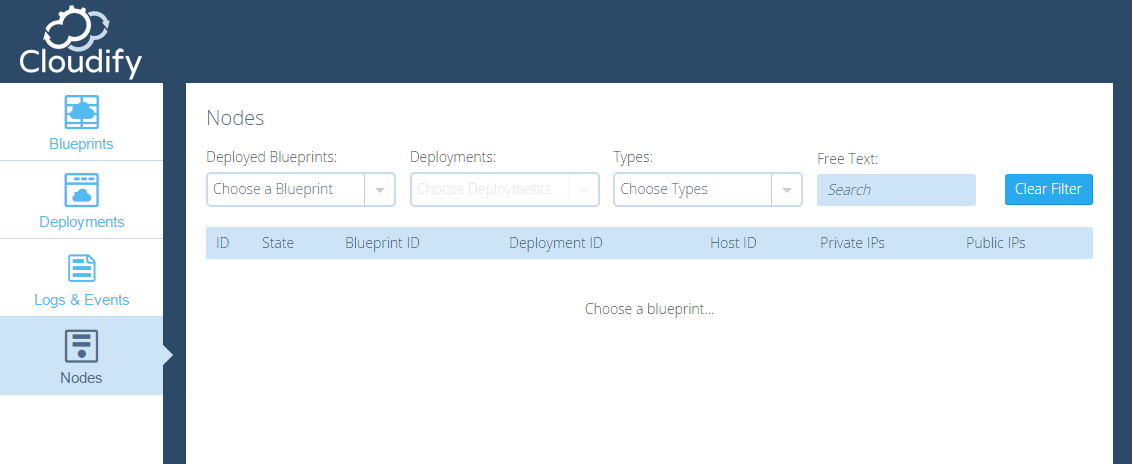 Cloudify
Blueprints
Deployments
Logs & Events
Nodes
Nodes
Deployed Blueprints: Deployments: Types: Free Text:
Choose a Blueprint Choose Deployments Choose Types Search Clear Filter
ID State Blueprint ID Deployment ID Host ID Private IPs Public IPs
Choose a blueprint...